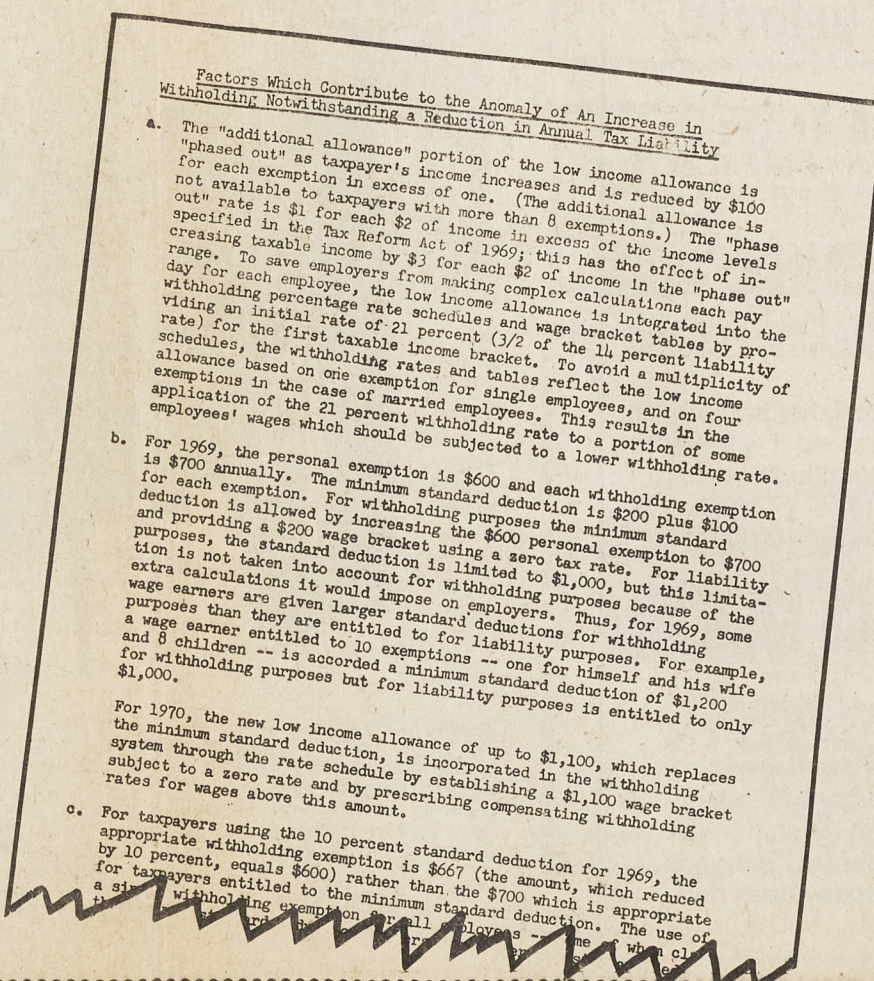 Factors Which Contribute to the Anomaly of An Increase in
Withholding Notwithstanding a Reduction in Annual Tax Liability
a. The "additional allowance" portion of the low income allowance is
"phased out" as taxpayer's income increases and is reduced by $100
for each exemption in excess of one. (The additional allowance is
not available to taxpayers with more than 8 exemptions.) The "phase
out" rate is $1 for each $2 of income in excess of the income levels
specified in the Tax Reform Act of 1969; this has the effect of in-
creasing taxable income by $3 for each $2 of income in the "phase out"
range. To save employers from making complex calculations each pay
day for each employee, the low income allowance is integrated into the
withholding percentage rate schedules and wage bracket tables by pro-
viding an initial rate of 21 percent (3/2 of the 14 percent liability
rate) for the first taxable income bracket. To avoid a multiplicity of
schedules, the withholding rates and tables reflect the low income
allowance based on one exemption for single employees, and on four
exemptions in the case of married employees. This results in the
application of the 21 percent withholding rate to a portion of some
employees' wages which should be subjected to a lower withholding rate.
b. For 1969, the personal exemption is $600 and each withholding exemption
is $700 annually. The minimum standard deduction is $200 plus $100
for each exemption. For withholding purposes the minimum standard
deduction is allowed by increasing the $600 personal exemption to $700
and providing a $200 wage bracket using a zero tax rate. For liability
purposes, the standard deduction is limited to $1,000, but this limita-
tion is not taken into account for withholding purposes because of the
extra calculations it would impose on employers. Thus, for 1969, some
wage earners are given larger standard deductions for withholding
purposes than they are entitled to for liability purposes. For example,
a wage earner entitled to 10 exemptions -- one for himself and his wife
and 8 children -- is accorded a minimum standard deduction of $1,200
for withholding purposes but for liability purposes is entitled to only
$1,000.
For 1970, the new low income allowance of up to $1,100, which replaces
the minimum standard deduction, is incorporated in the withholding
system through the rate schedule by establishing a $1,100 wage bracket
subject to a zero rate and by prescribing compensating withholding
rates for wages above this amount.
c. For taxpayers using the 10 percent standard deduction for 1969, the
appropriate withholding exemption is $667 (the amount, which reduced
by 10 percent, equals $600) rather than the $700 which is appropriate
for taxpayers entitled to the minimum standard deduction. The use of
a withholding exemption for all employees --